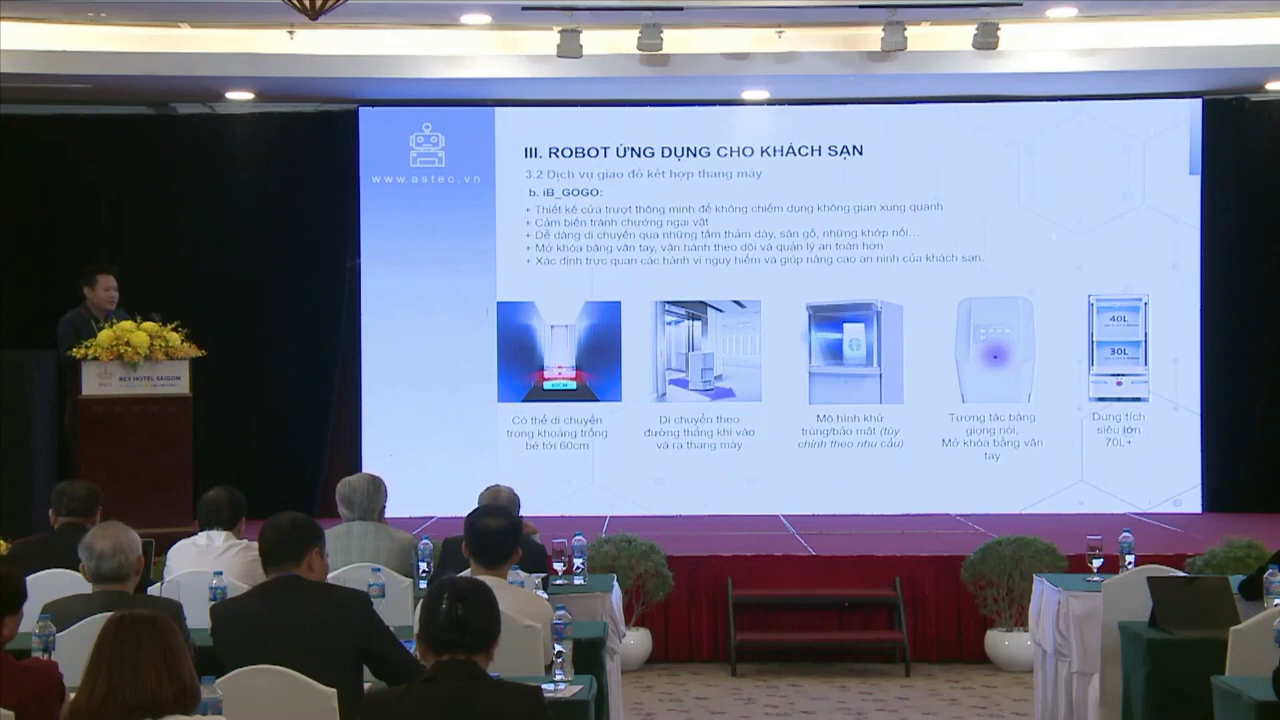 www.astec.vn
III. ROBOT ỨNG DỤNG CHO KHÁCH SẠN
3.2 Dịch vụ giao đồ kết hợp thang máy
b. iB_GOGO:
+ Thiết kế cửa trượt thông minh để không chiếm dụng không gian xung quanh
+ Cảm biến tránh chướng ngại vật
+ Dễ dàng di chuyển qua những tấm thảm dày, sàn gỗ, những khớp nối...
+ Mở khóa bằng vân tay, vận hành theo dõi và quản lý an toàn hơn
+ Xác định trực quan các hành vi nguy hiểm và giúp nâng cao an ninh của khách sạn.
60CM
40L
30L
Có thể di chuyển
trong khoảng trống
bé tới 60cm
Di chuyển theo
đường thẳng khi vào
và ra thang máy
Mô hình khử
trùng/bảo mật (tùy
chỉnh theo nhu cầu)
Tương tác bằng
giọng nói,
Mở khóa bằng vân
tay
Dung tích
siêu lớn
70L+
REX HOTEL SAIGON